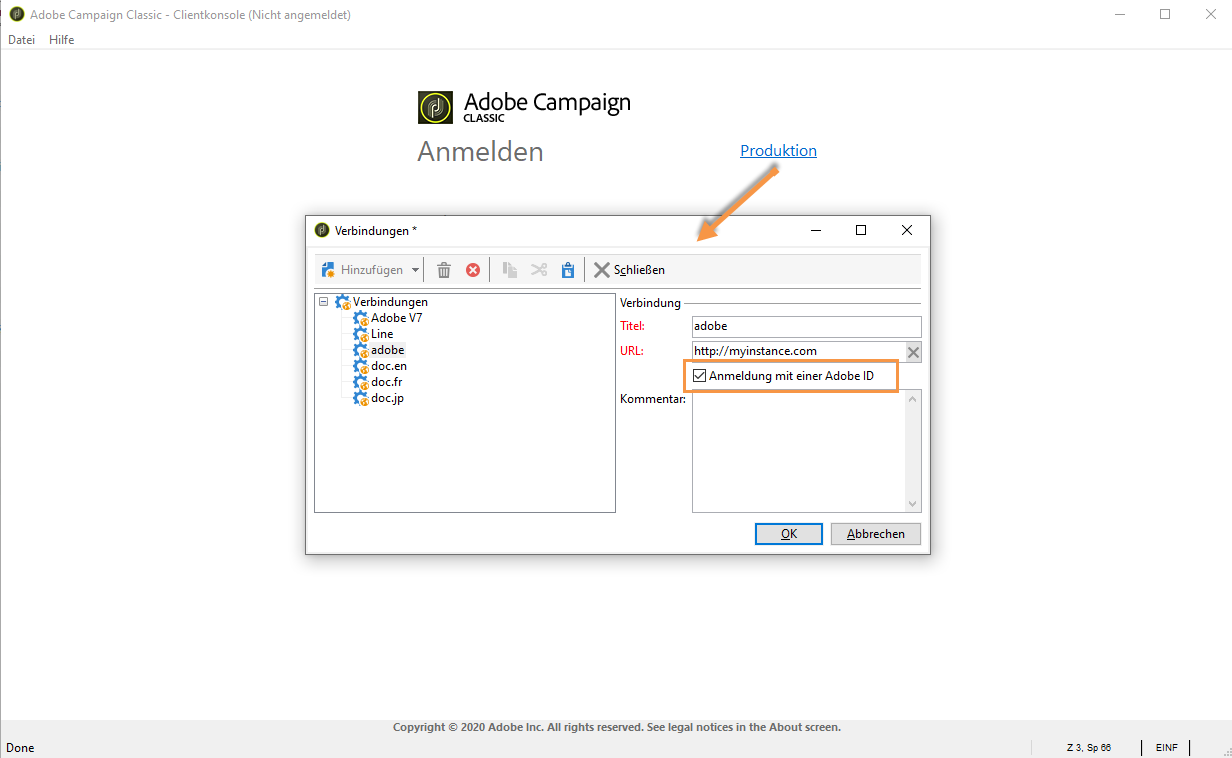 Adobe Campaign Classic - Clientkonsole (Nicht angemeldet)
Datei Hilfe
Adobe Campaign
CLASSIC
Anmelden
Produktion
Verbindungen *
Hinzufügen Schließen
Verbindungen
Adobe V7
Line
adobe
doc.en
doc.fr
doc.jp
Verbindung
Titel: adobe
URL: http://myinstance.com
Anmeldung mit einer Adobe ID
Kommentar:
OK Abbrechen
Copyright © 2020 Adobe Inc. All rights reserved. See legal notices in the About screen.
Done Z 3, Sp 66 EINF